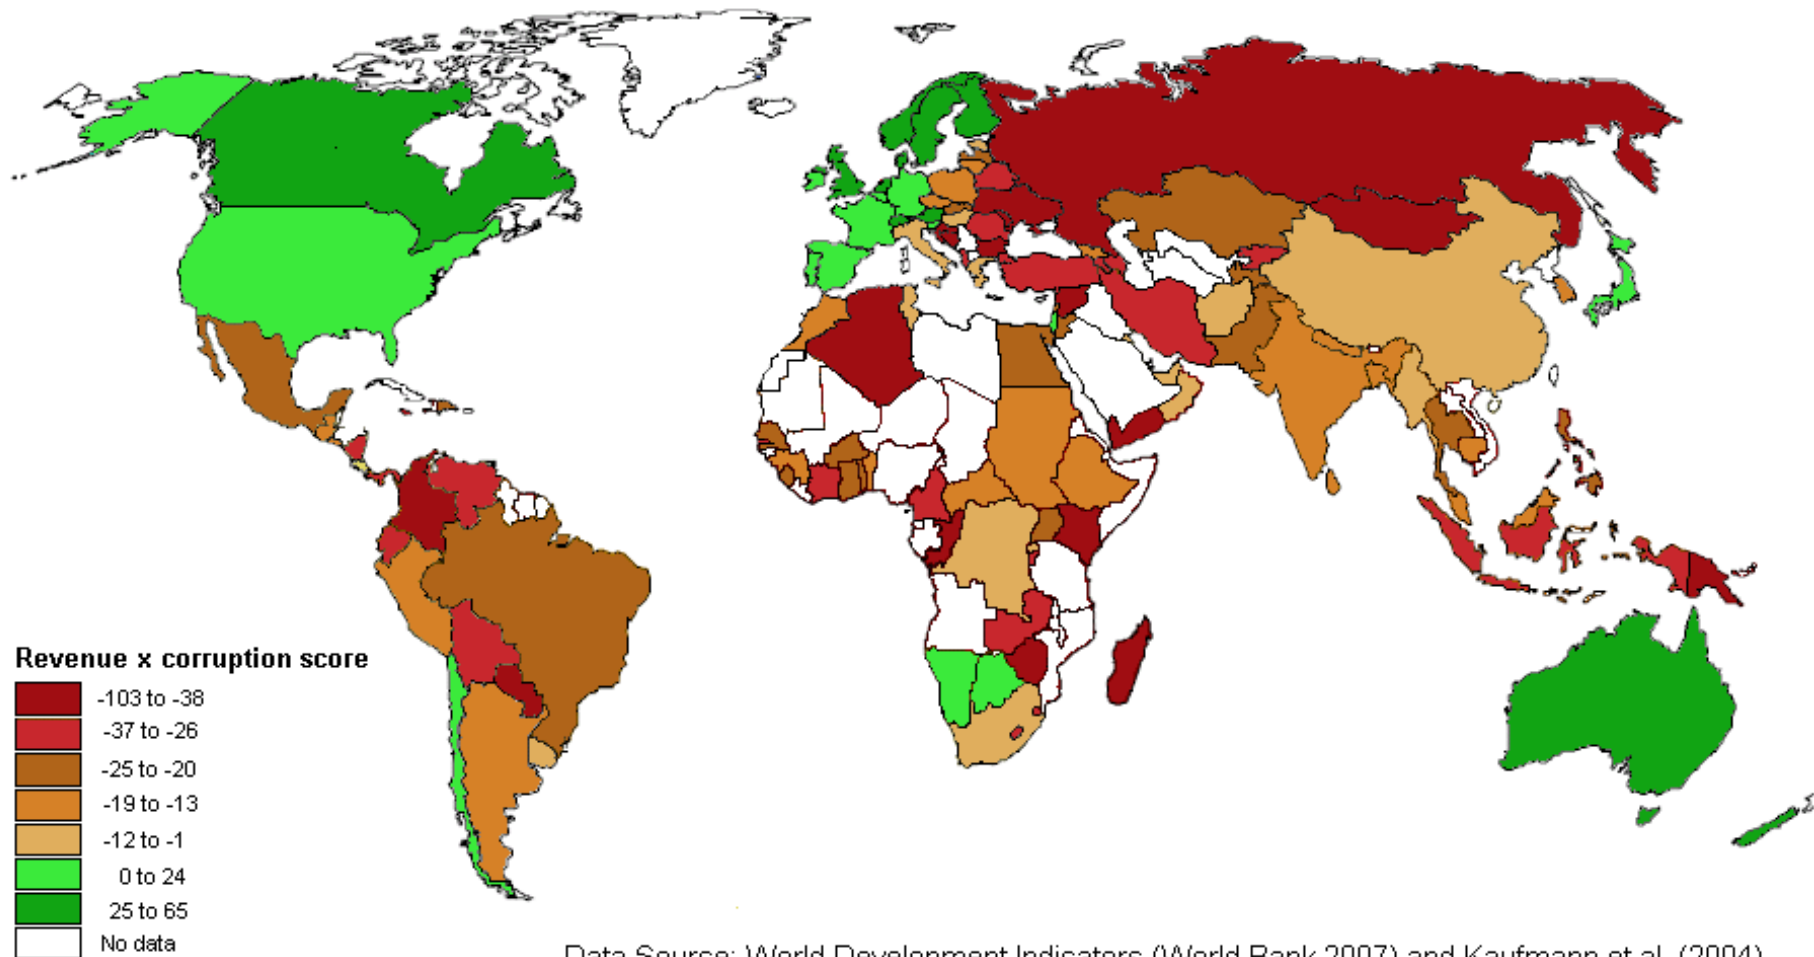 Revenue x corruption score
-103 to -38
-37 to -26
-25 to -20
-19 to -13
-12 to -1
0 to 24
25 to 65
No data
Data Source: World Development Indicators (World Bank 2007) and Kaufmann et al. (2004)